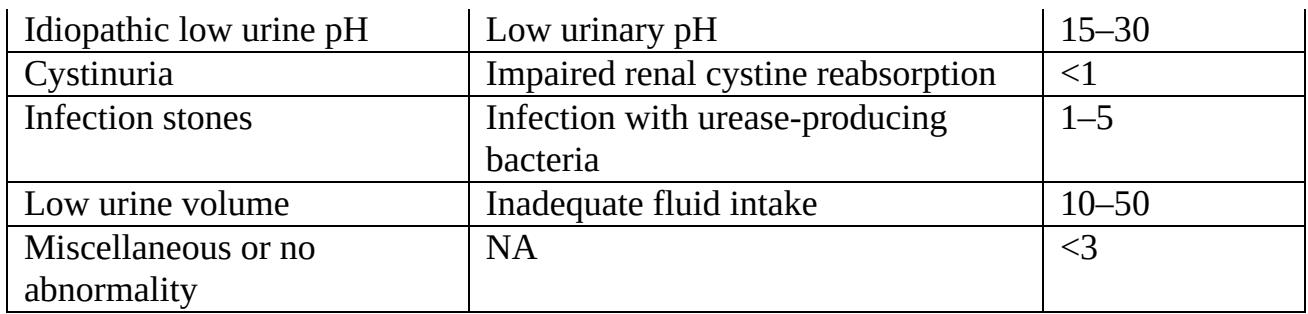 Idiopathic low urine pH Low urinary pH 15–30
Cystinuria Impaired renal cystine reabsorption <1
Infection stones Infection with urease-producing 1–5
bacteria
Low urine volume Inadequate fluid intake 10–50
Miscellaneous or no NA <3
abnormality